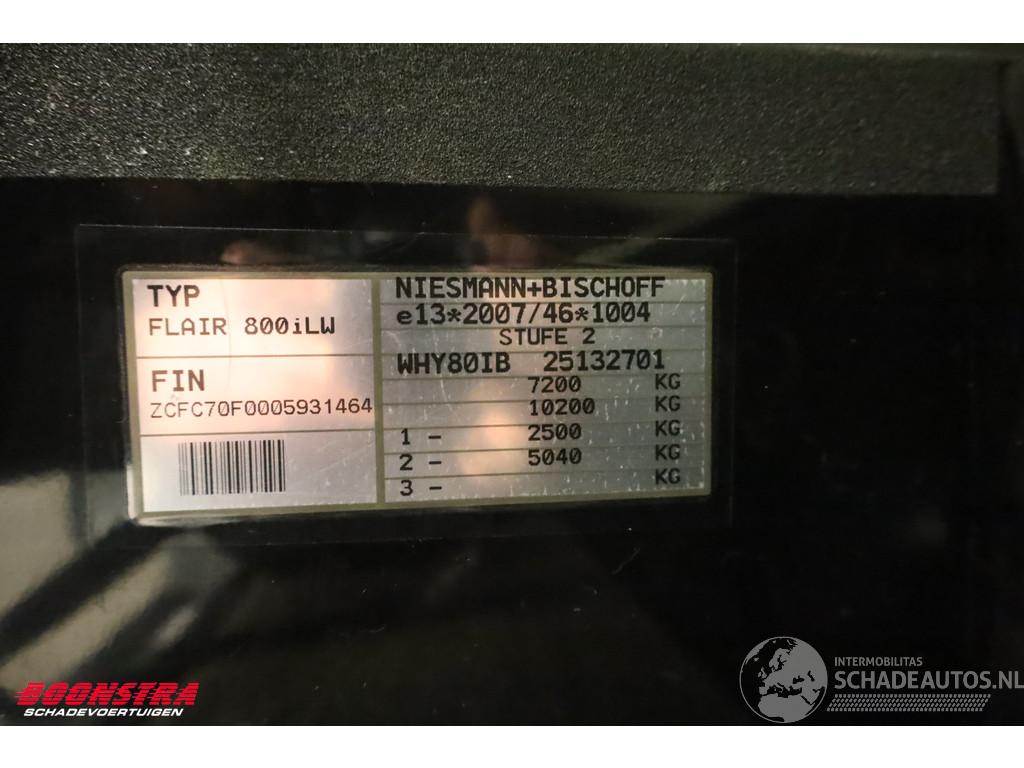 TYP
FLAIR 800iLW
FIN
ZCFC70F0005931464
NIESMANN+BISCHOFF
e13*2007/46*1004
STUFE 2
WHY80IB 25132701
7200 KG
10200 KG
1 - 2500 KG
2 - 5040 KG
3 - KG
BOONSTRA
SCHADEVOERTUIGEN
INTERMOBILITAS
SCHADEAUTOS.NL